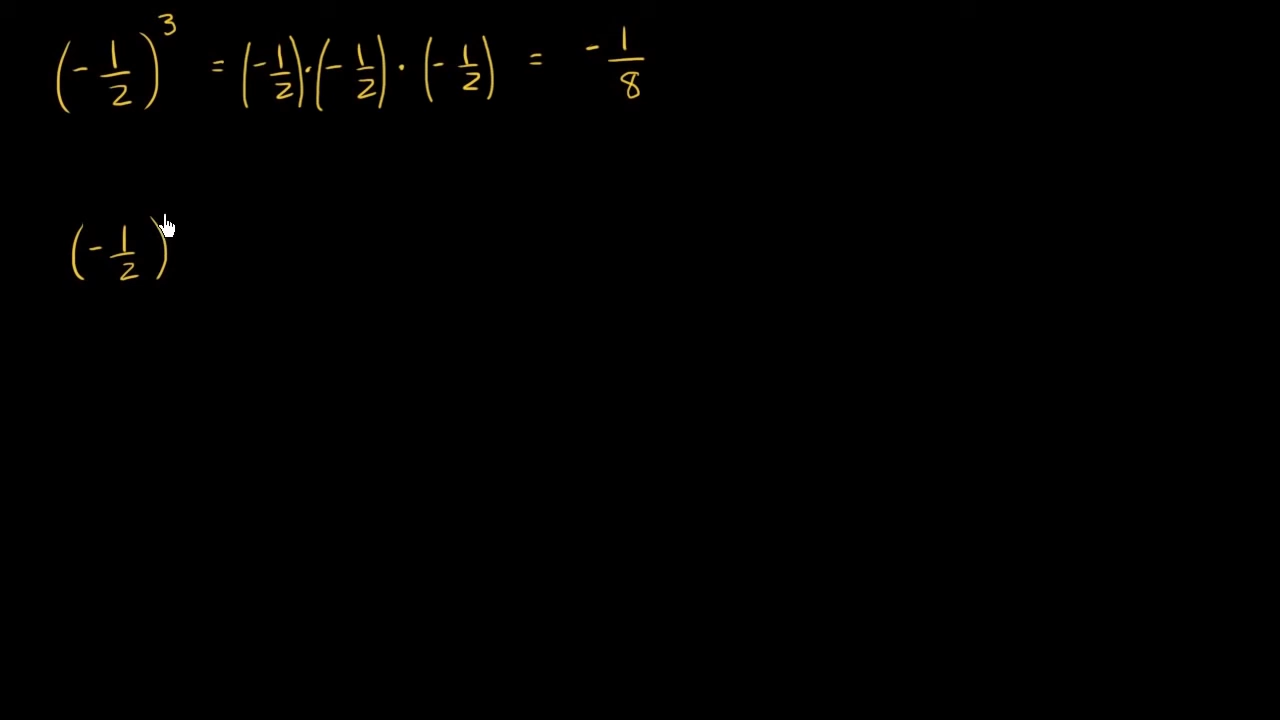 (-1/2)³ = (-1/2)·(-1/2)·(-1/2) = -1/8
(-1/2)